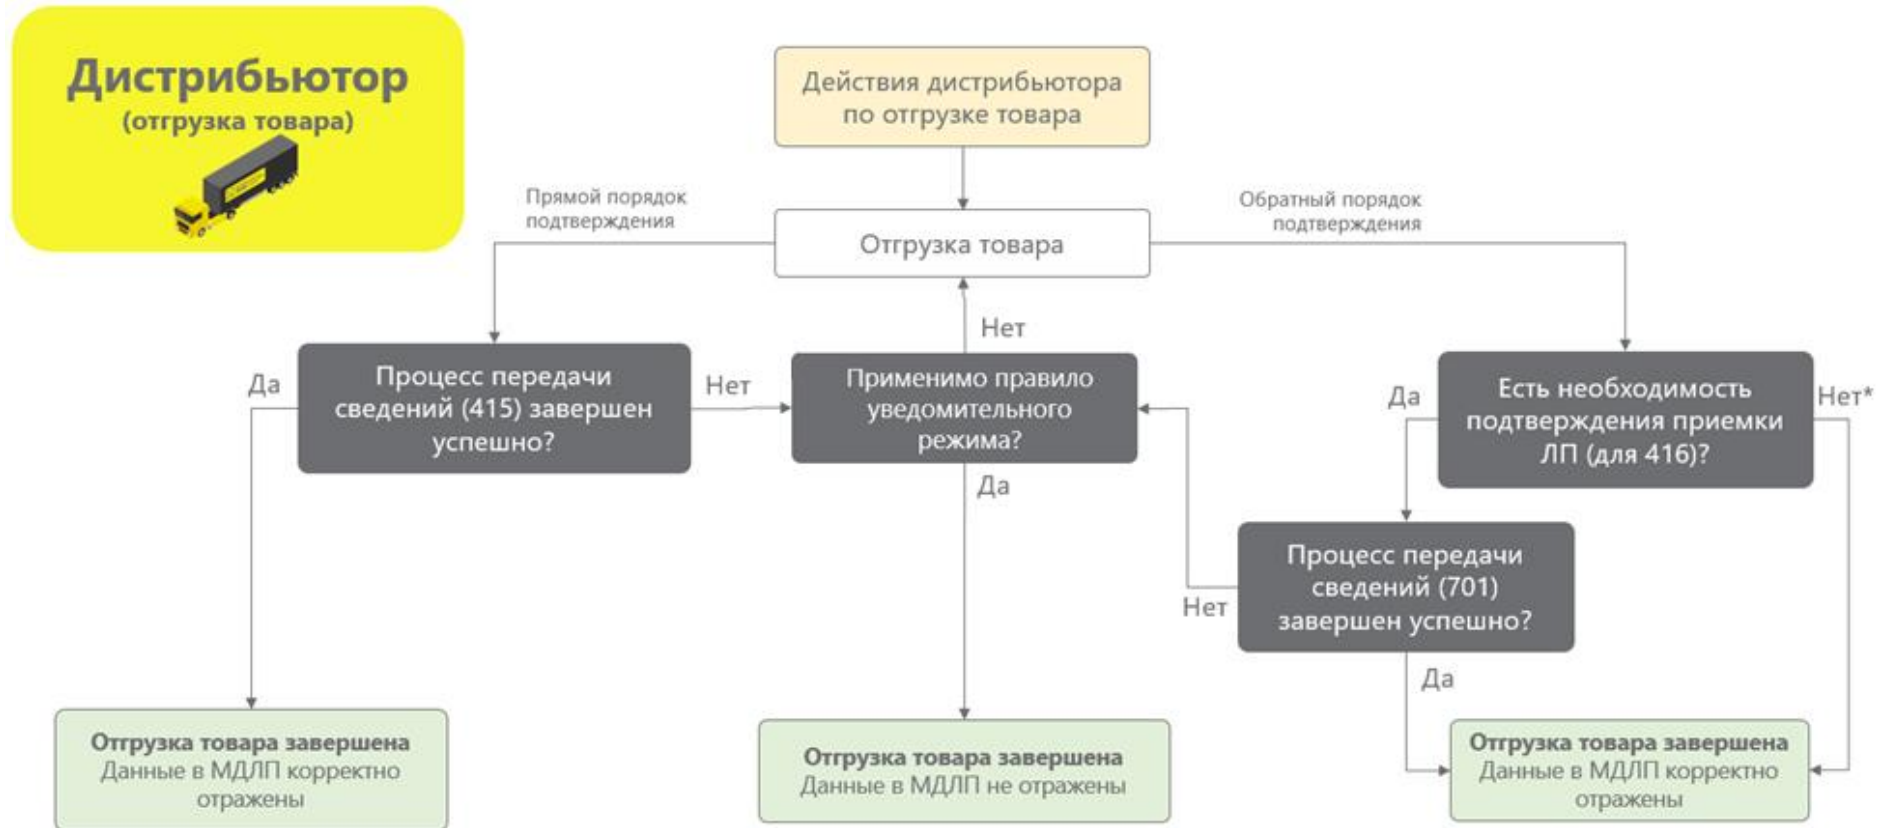 Дистрибьютор
(отгрузка товара)
Действия дистрибьютора
по отгрузке товара
Прямой порядок
подтверждения
Обратный порядок
подтверждения
Отгрузка товара
Нет
Да
Процесс передачи
сведений (415) завершен
успешно?
Нет
Применимо правило
уведомительного
режима?
Да
Да
Есть необходимость
подтверждения приемки
ЛП (для 416)?
Нет*
Процесс передачи
сведений (701)
завершен успешно?
Нет
Да
Отгрузка товара завершена
Данные в МДЛП корректно
отражены
Отгрузка товара завершена
Данные в МДЛП не отражены
Отгрузка товара завершена
Данные в МДЛП корректно
отражены